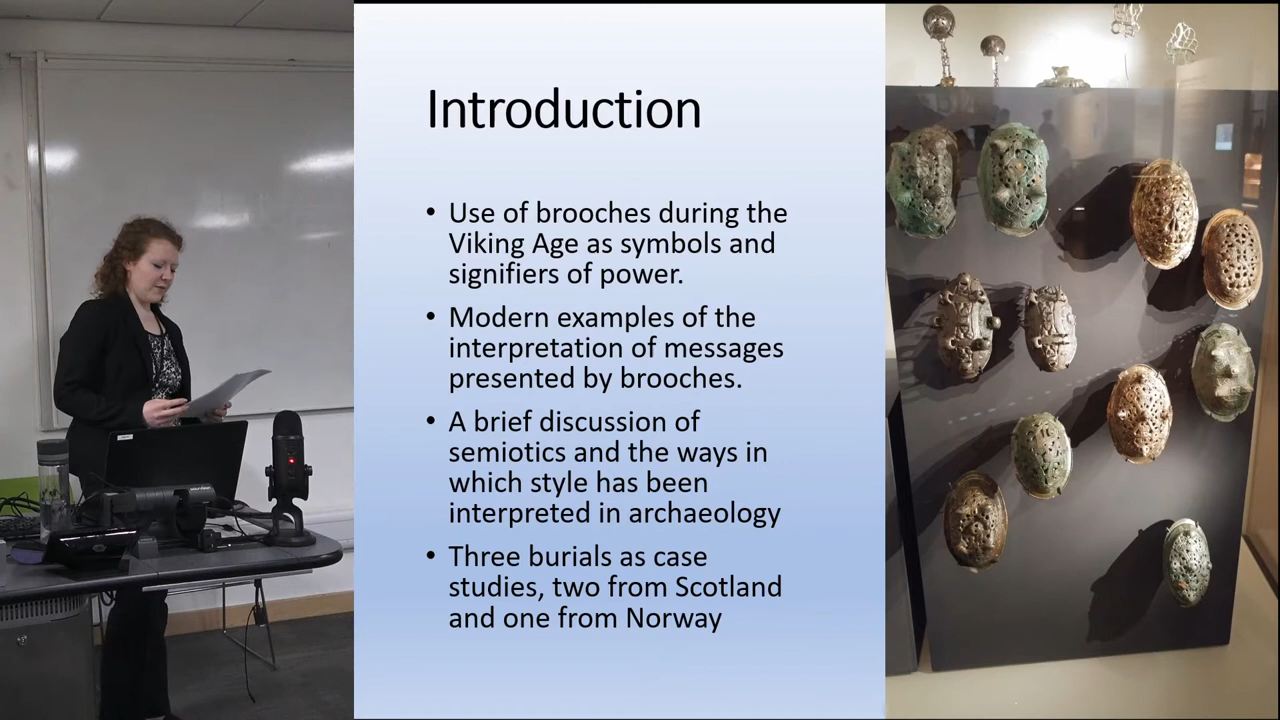 Introduction
• Use of brooches during the
Viking Age as symbols and
signifiers of power.
• Modern examples of the
interpretation of messages
presented by brooches.
• A brief discussion of
semiotics and the ways in
which style has been
interpreted in archaeology
• Three burials as case
studies, two from Scotland
and one from Norway